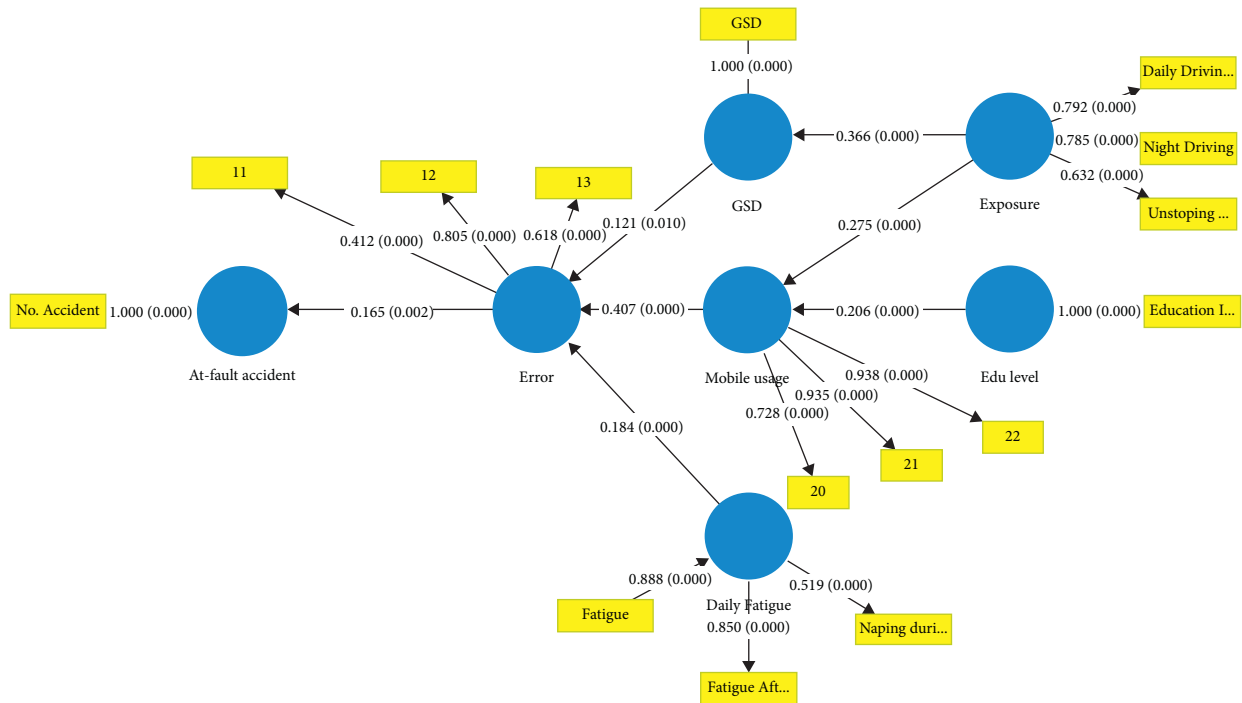 GSD
1.000 (0.000)
Daily Drivin...
0.792 (0.000)
0.366 (0.000)
0.785 (0.000)
Night Driving
11
12
13
0.632 (0.000)
GSD
Exposure
Unstoping ...
0.412 (0.000)
0.805 (0.000)
0.618 (0.000)
0.121 (0.010)
0.275 (0.000)
No. Accident
1.000 (0.000)
0.165 (0.002)
0.407 (0.000)
0.206 (0.000)
1.000 (0.000)
Education I...
At-fault accident
Error
Mobile usage
Edu level
0.938 (0.000)
0.935 (0.000)
0.728 (0.000)
0.184 (0.000)
22
21
20
0.888 (0.000)
0.519 (0.000)
Fatigue
Daily Fatigue
0.850 (0.000)
Naping duri...
Fatigue Aft...